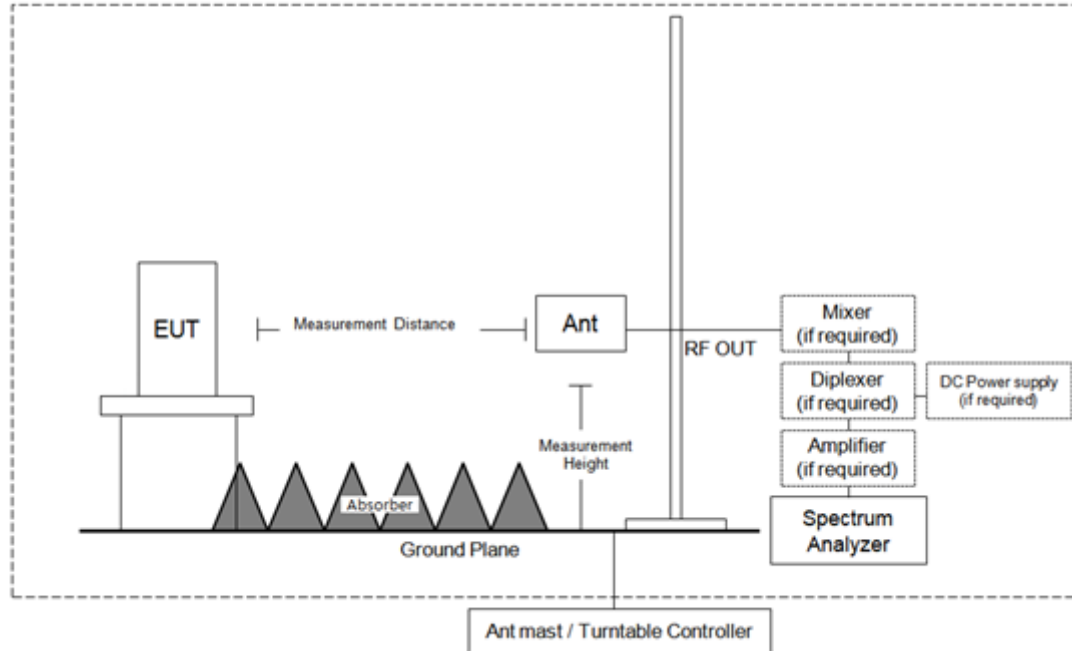 EUT
Measurement Distance
Ant
RF OUT
Mixer
(if required)
Diplexer
(if required)
DC Power supply
(if required)
Measurement
Height
Amplifier
(if required)
Absorber
Spectrum
Analyzer
Ground Plane
Ant mast / Turntable Controller